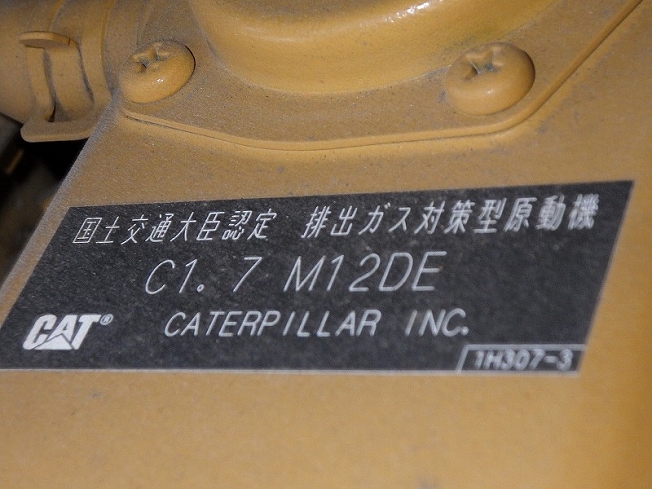 国土交通大臣認定 排出ガス対策型原動機
C1.7 M12DE
CAT® CATERPILLAR INC.
1H307-3